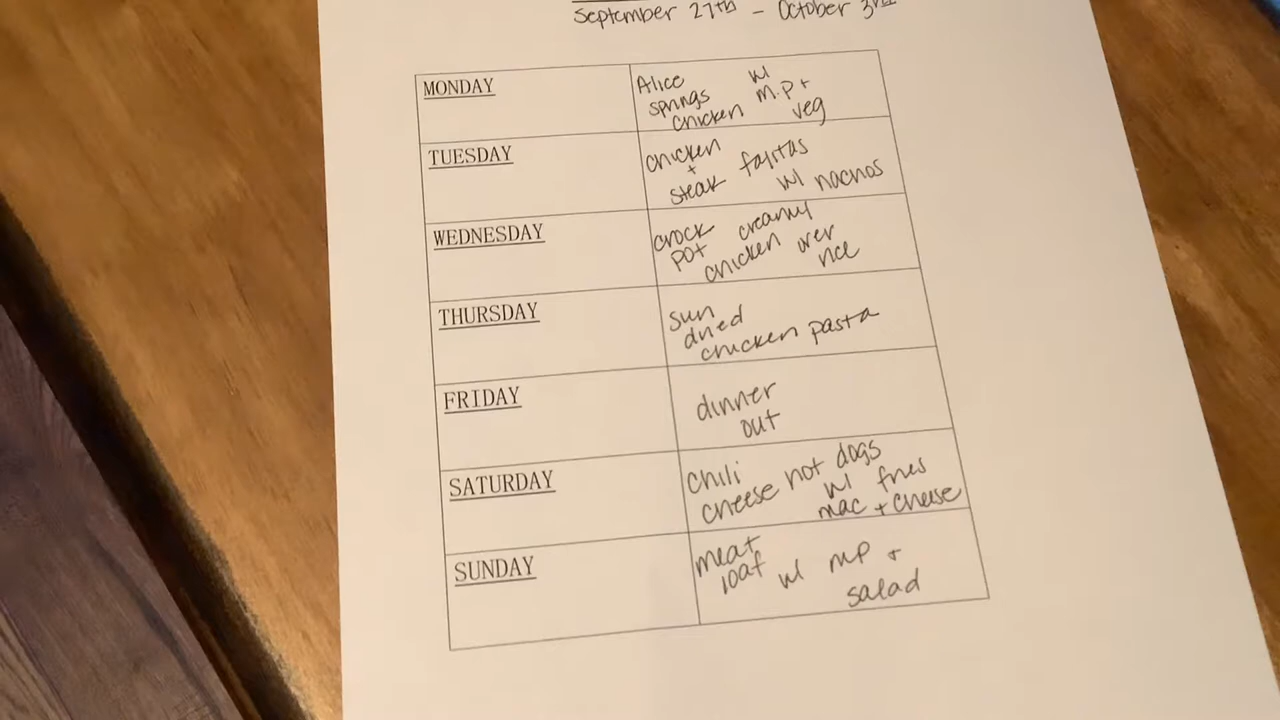 September 27th - October 3rd
MONDAY
Alice
springs w/
chicken M.P +
veg
TUESDAY
chicken
+
steak fajitas
w/ nachos
WEDNESDAY
crock creamy
pot chicken over
rice
THURSDAY
sun
dried
chicken pasta
FRIDAY
dinner
out
SATURDAY
chili
cheese hot dogs
w/ fries
mac + cheese
SUNDAY
meat
loaf w/ MP +
salad